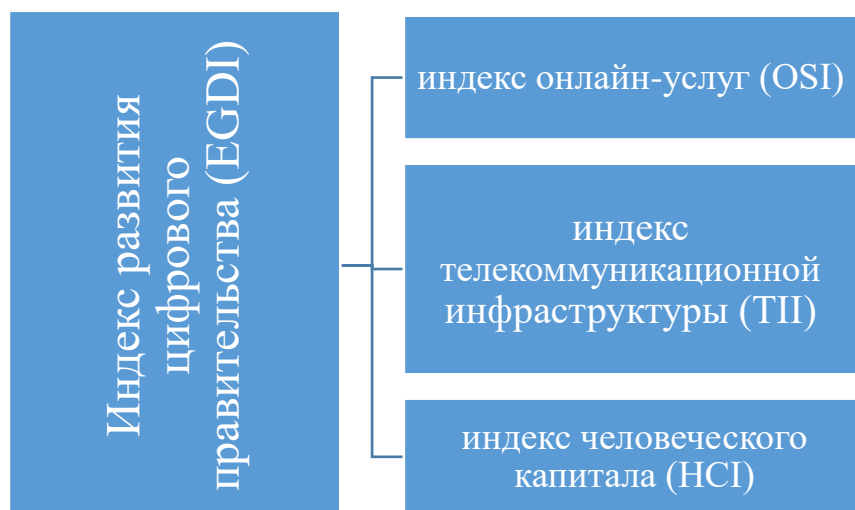 Индекс развития
цифрового
правительства (EGDI)
индекс онлайн-услуг (OSI)
индекс
телекоммуникационной
инфраструктуры (TII)
индекс человеческого
капитала (HCI)